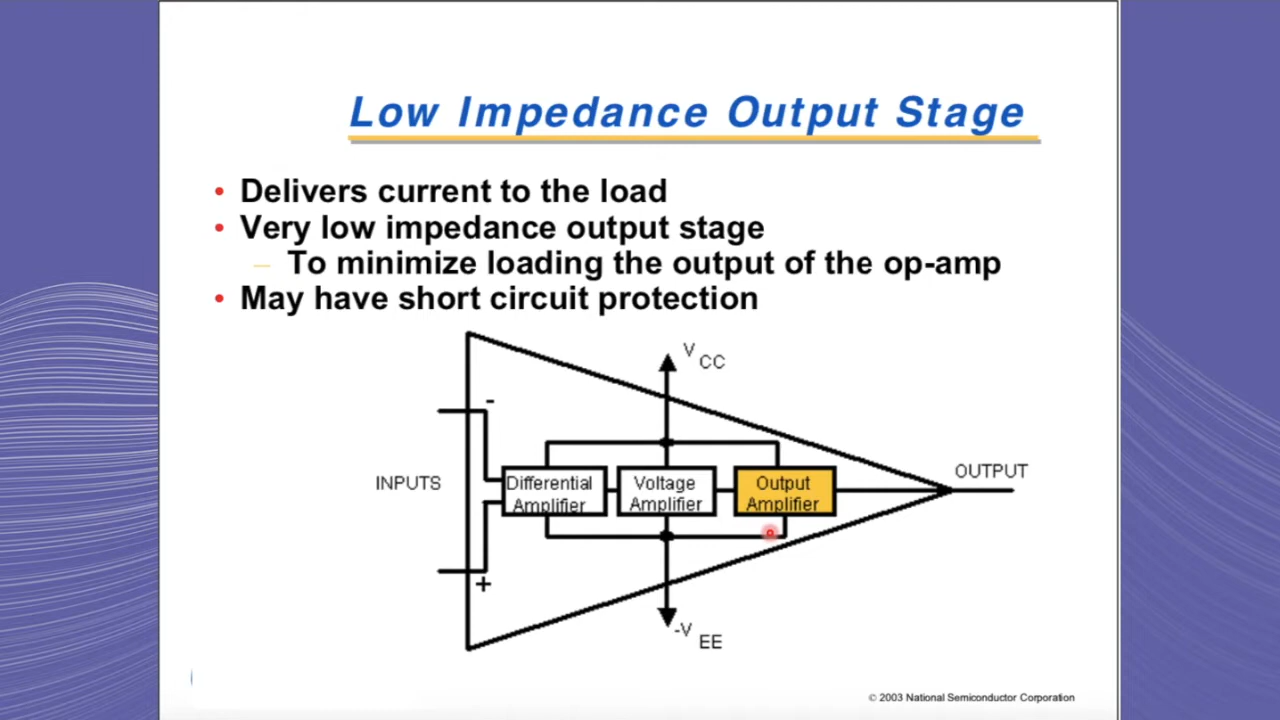 Low Impedance Output Stage
• Delivers current to the load
• Very low impedance output stage
– To minimize loading the output of the op-amp
• May have short circuit protection
V CC
-
INPUTS
Differential
Amplifier
Voltage
Amplifier
Output
Amplifier
OUTPUT
+
-V EE
© 2003 National Semiconductor Corporation